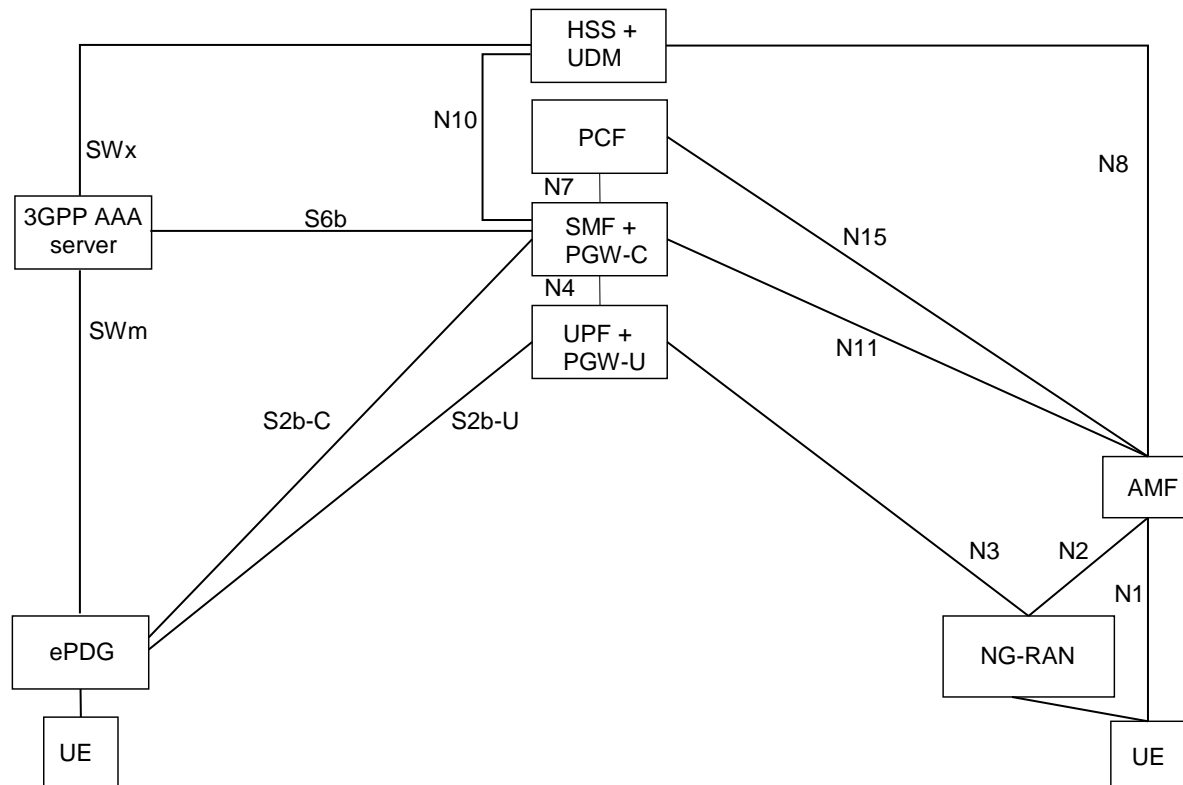 HSS +
UDM
N10
PCF
SWx
N8
N7
3GPP AAA
server
S6b
SMF +
PGW-C
N15
N4
SWm
UPF +
PGW-U
N11
S2b-C
S2b-U
AMF
N3
N2
N1
ePDG
NG-RAN
UE
UE